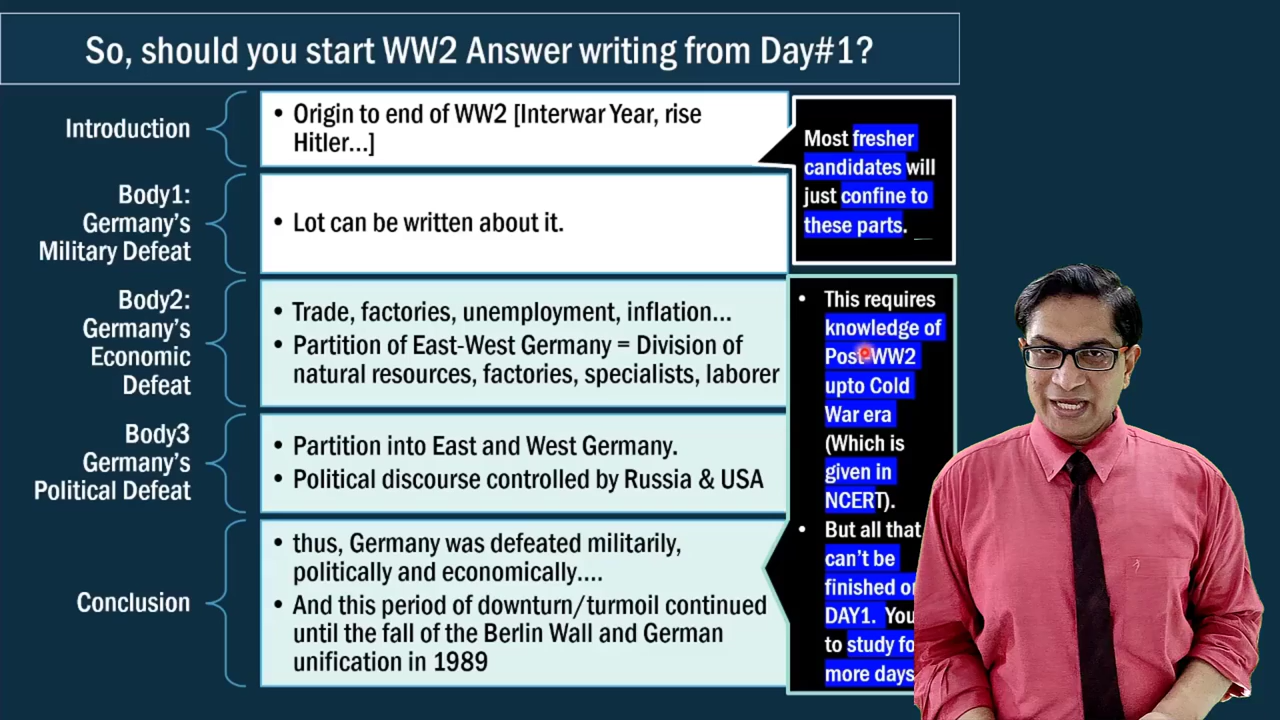 So, should you start WW2 Answer writing from Day#1?
Introduction
• Origin to end of WW2 [Interwar Year, rise
Hitler...]
Body1:
Germany's
Military Defeat
• Lot can be written about it.
Most fresher
candidates will
just confine to
these parts.
Body2:
Germany's
Economic
Defeat
• Trade, factories, unemployment, inflation...
• Partition of East-West Germany = Division of
natural resources, factories, specialists, laborer
Body3
Germany's
Political Defeat
• Partition into East and West Germany.
• Political discourse controlled by Russia & USA
Conclusion
• thus, Germany was defeated militarily,
politically and economically....
• And this period of downturn/turmoil continued
until the fall of the Berlin Wall and German
unification in 1989
• This requires
knowledge of
Post-WW2
upto Cold
War era
(Which is
given in
NCERT).
• But all that
can't be
finished
DAY1. You
to study
more days